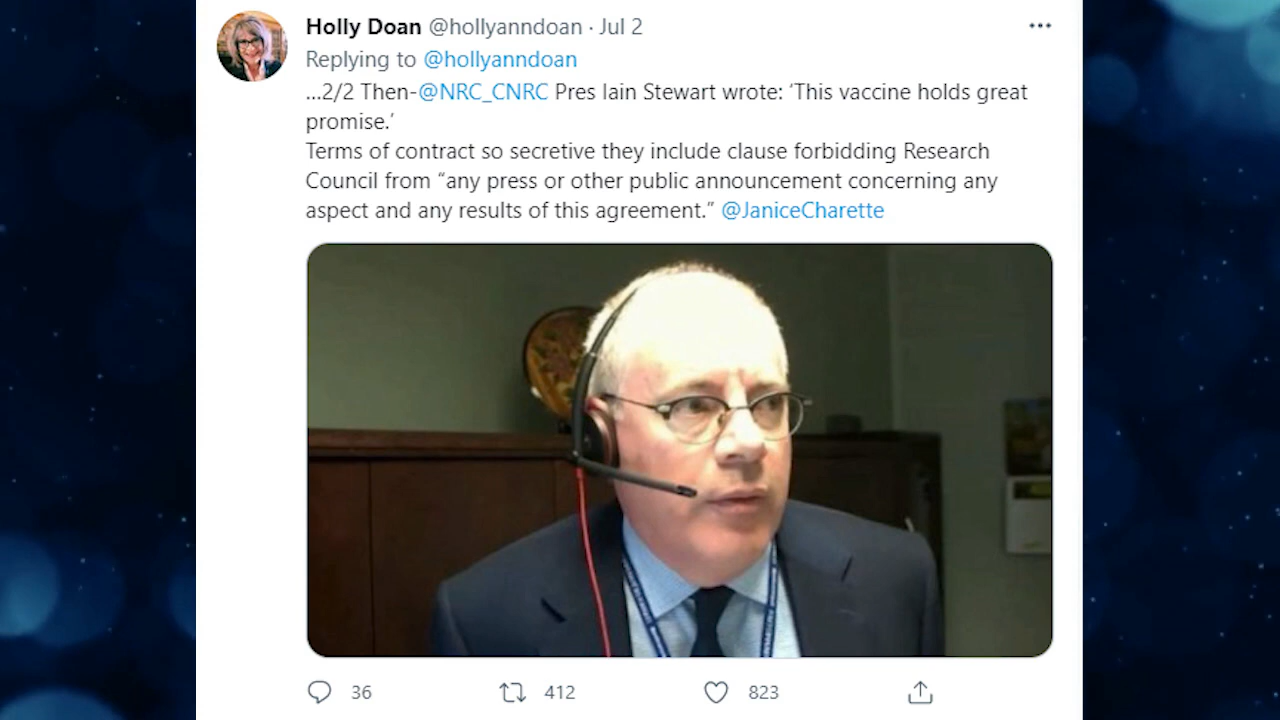 Holly Doan @hollyanndoan · Jul 2
Replying to @hollyanndoan
...2/2 Then-@NRC_CNRC Pres Iain Stewart wrote: ‘This vaccine holds great
promise.’
Terms of contract so secretive they include clause forbidding Research
Council from “any press or other public announcement concerning any
aspect and any results of this agreement.” @JaniceCharette
36 412 823